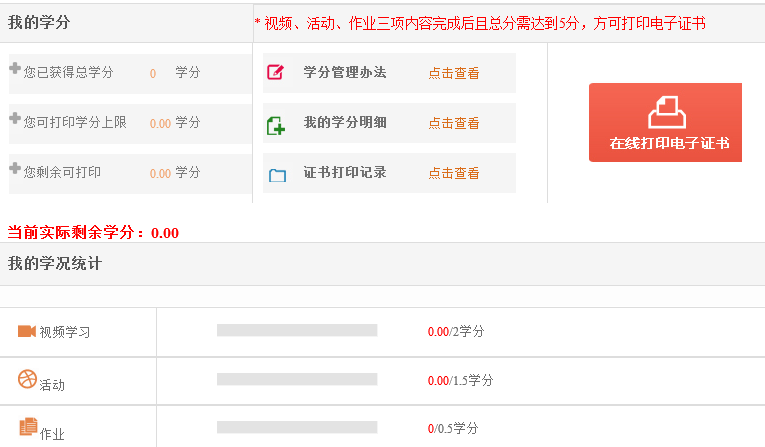 我的学分
* 视频、活动、作业三项内容完成后且总分需达到5分，方可打印电子证书
您已获得总学分 0 学分
学分管理办法 点击查看
您可打印学分上限 0.00 学分
我的学分明细 点击查看
您剩余可打印 0.00 学分
证书打印记录 点击查看
在线打印电子证书
当前实际剩余学分：0.00
我的学况统计
视频学习 0.00/2学分
活动 0.00/1.5学分
作业 0/0.5学分